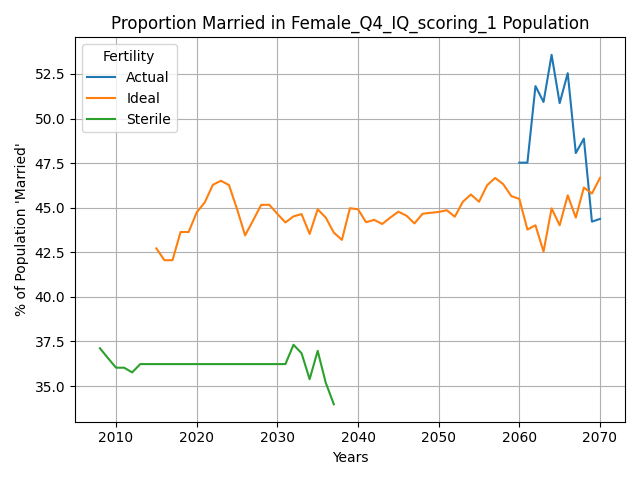 Proportion Married in Female_Q4_IQ_scoring_1 Population
Fertility
Actual
Ideal
Sterile
% of Population 'Married'
52.5
50.0
47.5
45.0
42.5
40.0
37.5
35.0
2010 2020 2030 2040 2050 2060 2070
Years